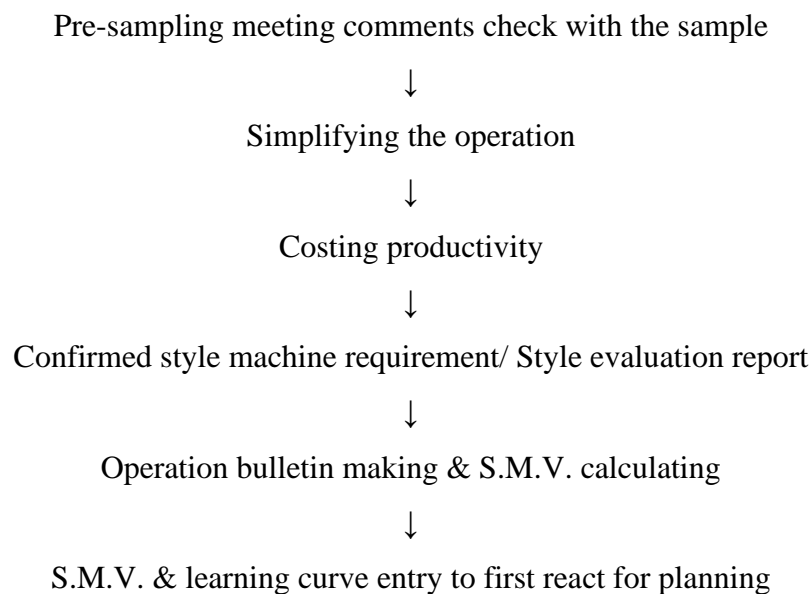 Pre-sampling meeting comments check with the sample
↓
Simplifying the operation
↓
Costing productivity
↓
Confirmed style machine requirement/ Style evaluation report
↓
Operation bulletin making & S.M.V. calculating
↓
S.M.V. & learning curve entry to first react for planning